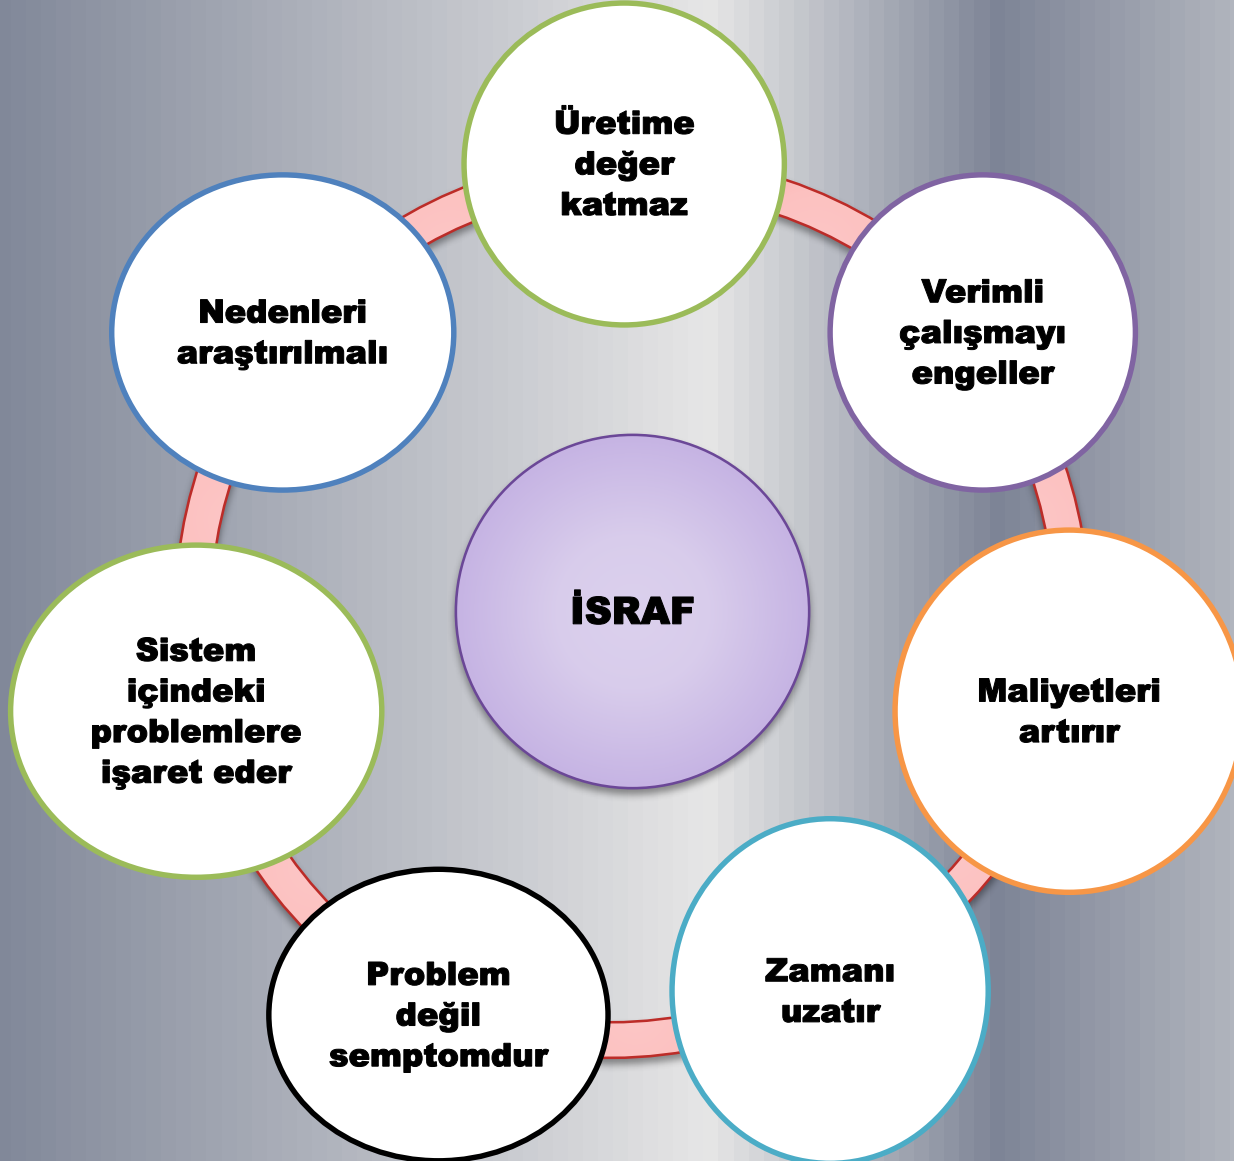 Üretime
değer
katmaz
Verimli
çalışmayı
engeller
Maliyetleri
artırır
Zamanı
uzatır
Problem
değil
semptomdur
Sistem
içindeki
problemlere
işaret eder
Nedenleri
araştırılmalı
İSRAF